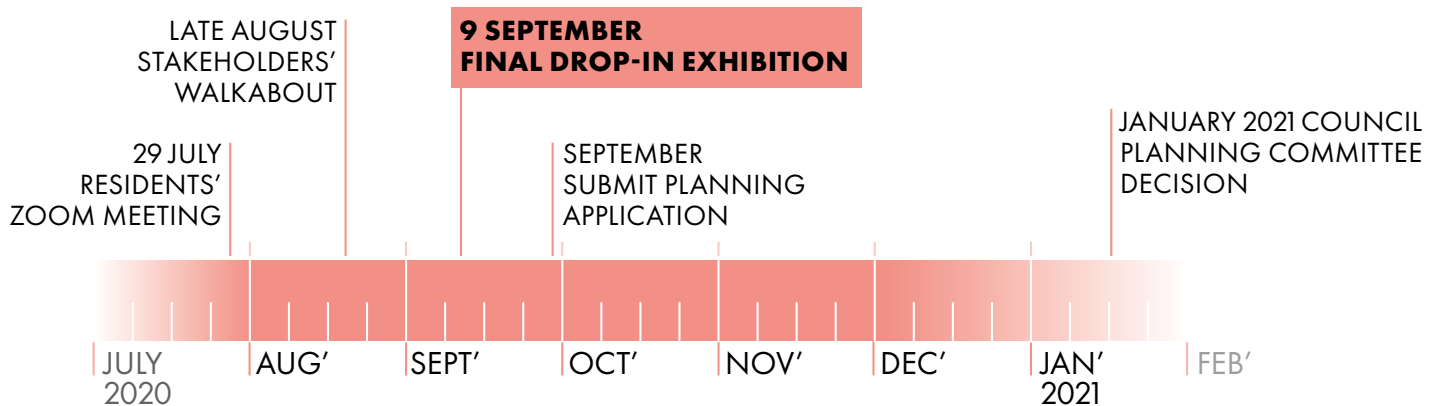 LATE AUGUST
STAKEHOLDERS’
WALKABOUT
9 SEPTEMBER
FINAL DROP-IN EXHIBITION
29 JULY
RESIDENTS’
ZOOM MEETING
SEPTEMBER
SUBMIT PLANNING
APPLICATION
JANUARY 2021 COUNCIL
PLANNING COMMITTEE
DECISION
JULY
2020
AUG’
SEPT’
OCT’
NOV’
DEC’
JAN’
2021
FEB’